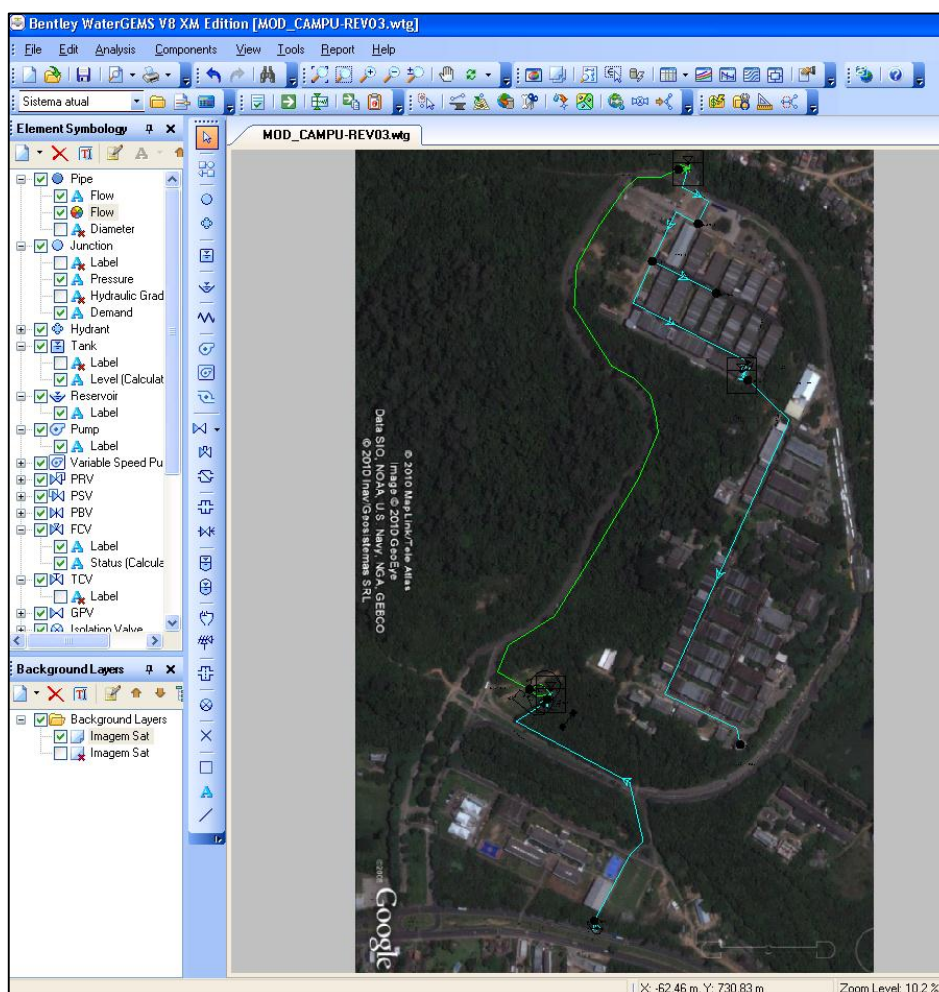 Bentley WaterGEMS V8 XM Edition [MOD_CAMPU-REV03.wtg]
File Edit Analysis Components View Tools Report Help
Sistema atual
Element Symbology
MOD_CAMPU-REV03.wtg
Pipe
Flow
Flow
Diameter
Junction
Label
Pressure
Hydraulic Grad
Demand
Hydrant
Tank
Label
Level (Calculat
Reservoir
Label
Pump
Label
Variable Speed Pu
PRV
PSV
PBV
FCV
Label
Status (Calcula
TCV
Label
GPV
Isolation Valve
Background Layers
Background Layers
Imagem Sat
Imagem Sat
© 2010 MapLink/Tele Atlas
Image © 2010 GeoEye
Data SIO, NOAA, U.S. Navy, NGA, GEBCO
© 2010 Inav/Geosistemas SRL
Google
X: -62.46 m, Y: 730.83 m
Zoom Level: 10.2 %